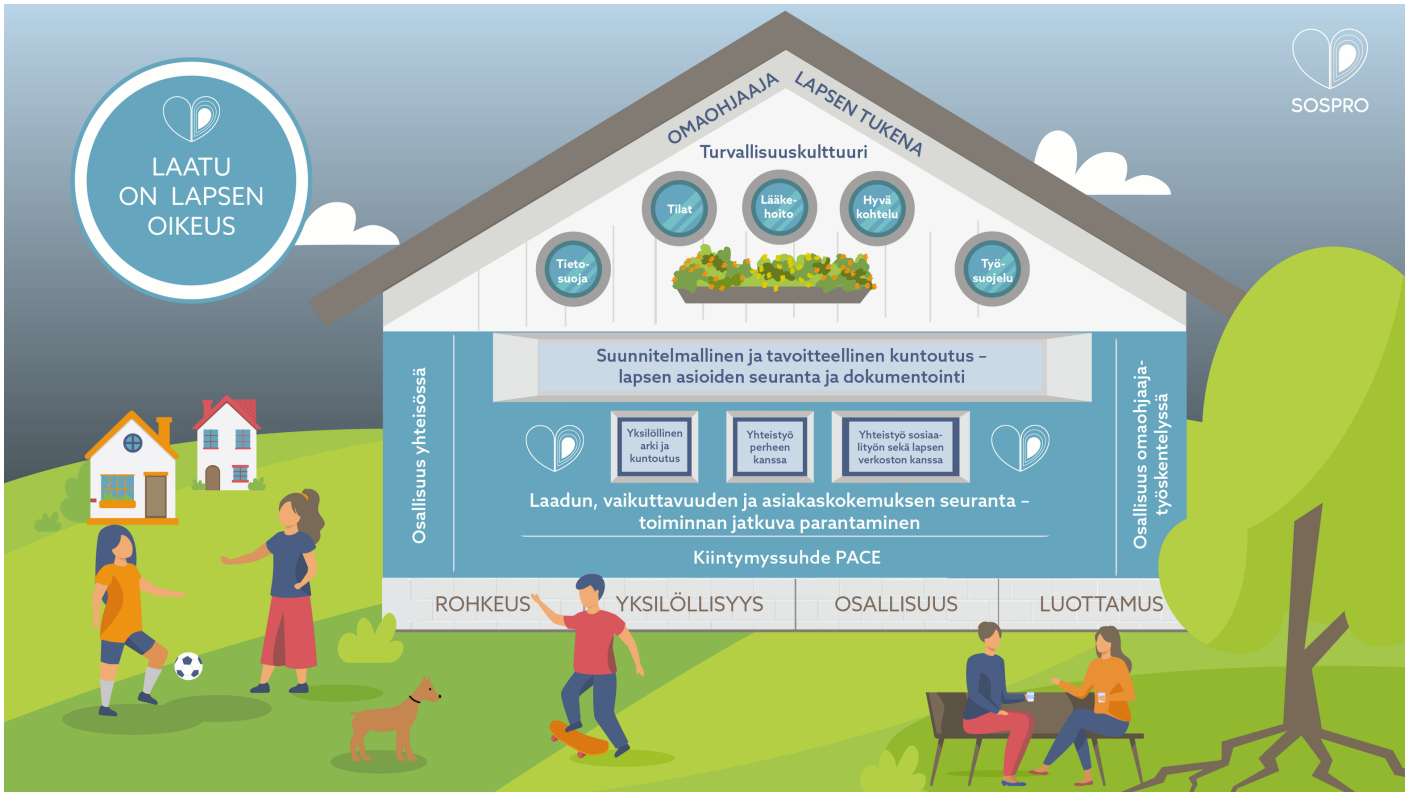 LAATU
ON LAPSEN
OIKEUS
SOSPRO
OMAOHJAAJA
LAPSEN TUKENA
Turvallisuuskulttuuri
Tieto-
suoja
Tilat
Lääke-
hoito
Hyvä
kohtelu
Työ-
suojelu
Osallisuus yhteisössä
Suunnitelmallinen ja tavoitteellinen kuntoutus –
lapsen asioiden seuranta ja dokumentointi
Yksilöllinen
arki ja
kuntoutus
Yhteistyö
perheen
kanssa
Yhteistyö sosiaa-
lityön sekä lapsen
verkoston kanssa
Laadun, vaikuttavuuden ja asiakaskokemuksen seuranta –
toiminnan jatkuva parantaminen
Kiintymyssuhde PACE
Osallisuus omaohjaaja-
työskentelyssä
ROHKEUS
YKSILÖLLISYYS
OSALLISUUS
LUOTTAMUS